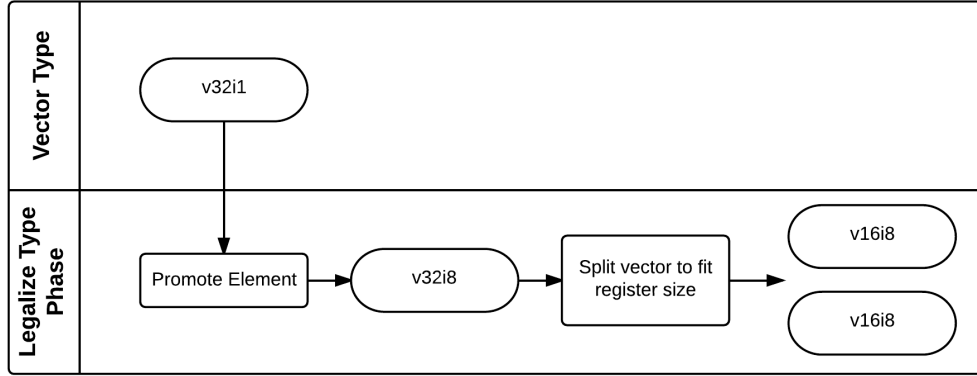 Vector Type
v32i1
Legalize Type
Phase
Promote Element
v32i8
Split vector to fit
register size
v16i8
v16i8